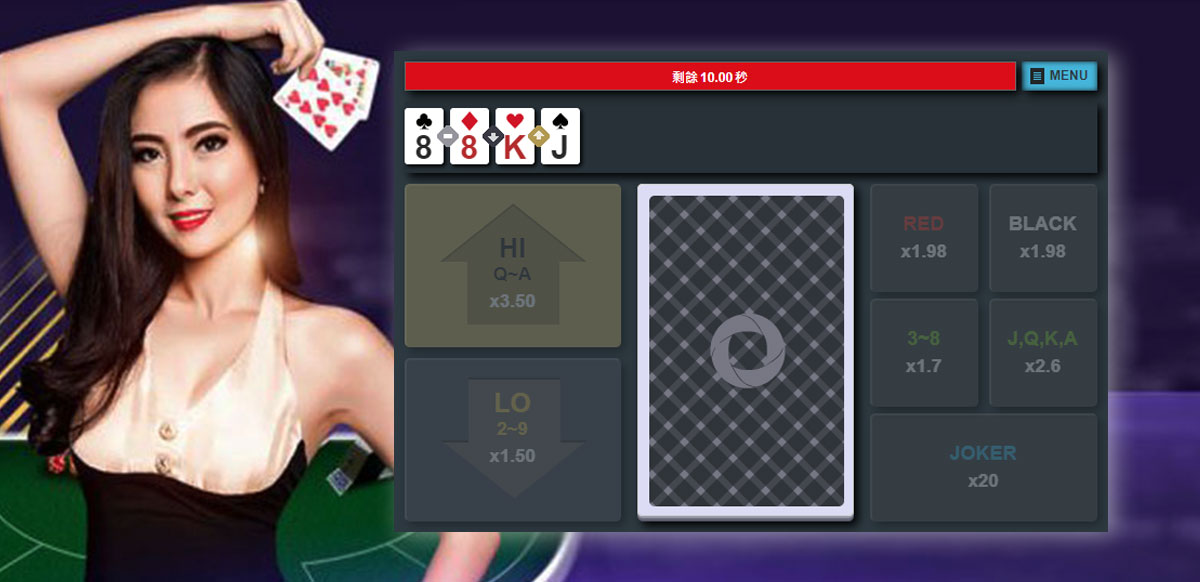 剩餘 10.00 秒
MENU
8 8 K J
HI
Q~A
x3.50
LO
2~9
x1.50
RED
x1.98
BLACK
x1.98
3~8
x1.7
J,Q,K,A
x2.6
JOKER
x20